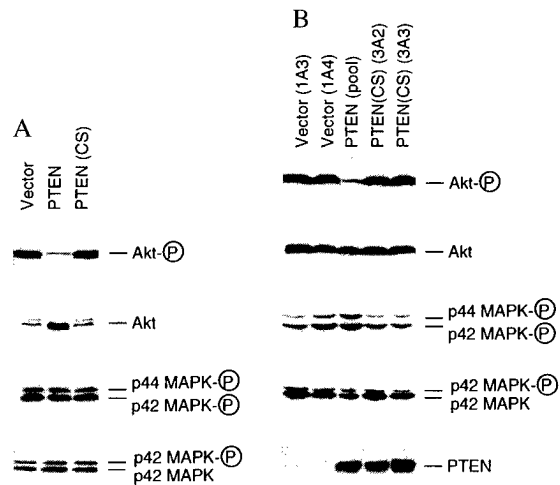 A
Vector
PTEN
PTEN (CS)
Akt-Ⓟ
Akt
p44 MAPK-Ⓟ
p42 MAPK-Ⓟ
p42 MAPK-Ⓟ
p42 MAPK
B
Vector (1A3)
Vector (1A4)
PTEN (pool)
PTEN(CS) (3A2)
PTEN(CS) (3A3)
Akt-Ⓟ
Akt
p44 MAPK-Ⓟ
p42 MAPK-Ⓟ
p42 MAPK-Ⓟ
p42 MAPK
PTEN